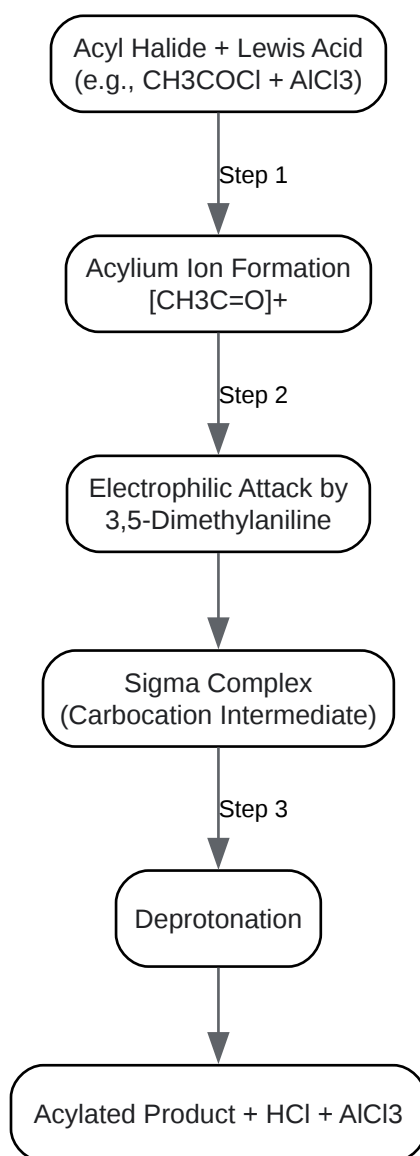 Acyl Halide + Lewis Acid
(e.g., CH3COCl + AlCl3)
Step 1
Acylium Ion Formation
[CH3C=O]+
Step 2
Electrophilic Attack by
3,5-Dimethylaniline
Sigma Complex
(Carbocation Intermediate)
Step 3
Deprotonation
Acylated Product + HCl + AlCl3